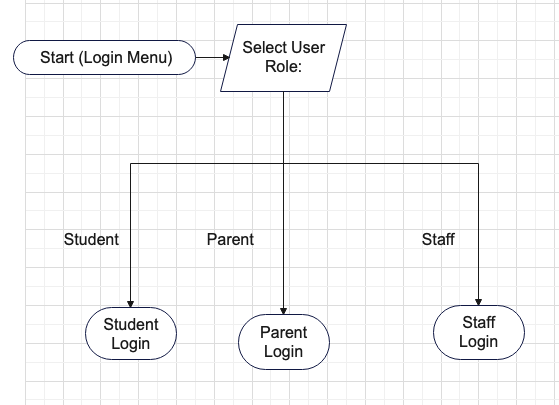 Start (Login Menu)
Select User
Role:
Student
Parent
Staff
Student
Login
Parent
Login
Staff
Login